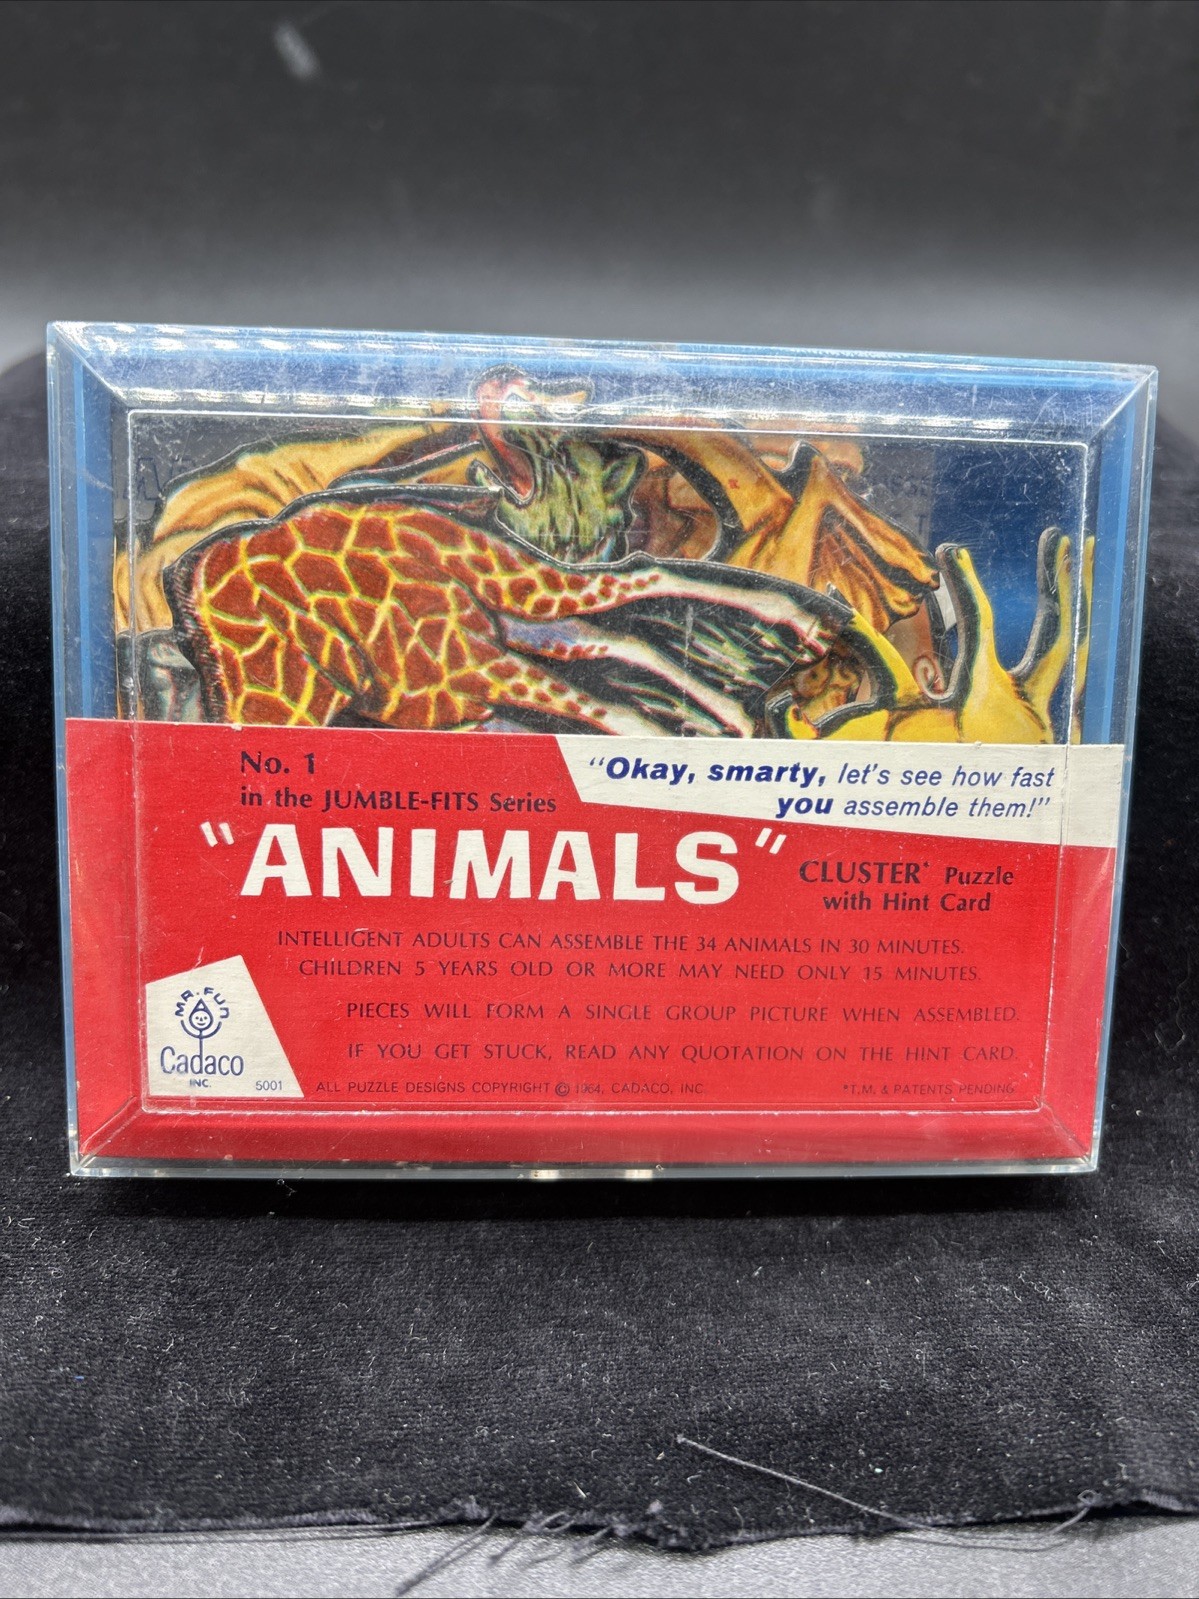 No. 1
in the JUMBLE-FITS Series
"Okay, smarty, let's see how fast
you assemble them!"
"ANIMALS"
CLUSTER* Puzzle
with Hint Card
INTELLIGENT ADULTS CAN ASSEMBLE THE 34 ANIMALS IN 30 MINUTES.
CHILDREN 5 YEARS OLD OR MORE MAY NEED ONLY 15 MINUTES.
PIECES WILL FORM A SINGLE GROUP PICTURE WHEN ASSEMBLED.
IF YOU GET STUCK, READ ANY QUOTATION ON THE HINT CARD.
MR. FUN
Cadaco
INC.
5001
ALL PUZZLE DESIGNS COPYRIGHT © 1964, CADACO, INC.
*T.M. & PATENTS PENDING